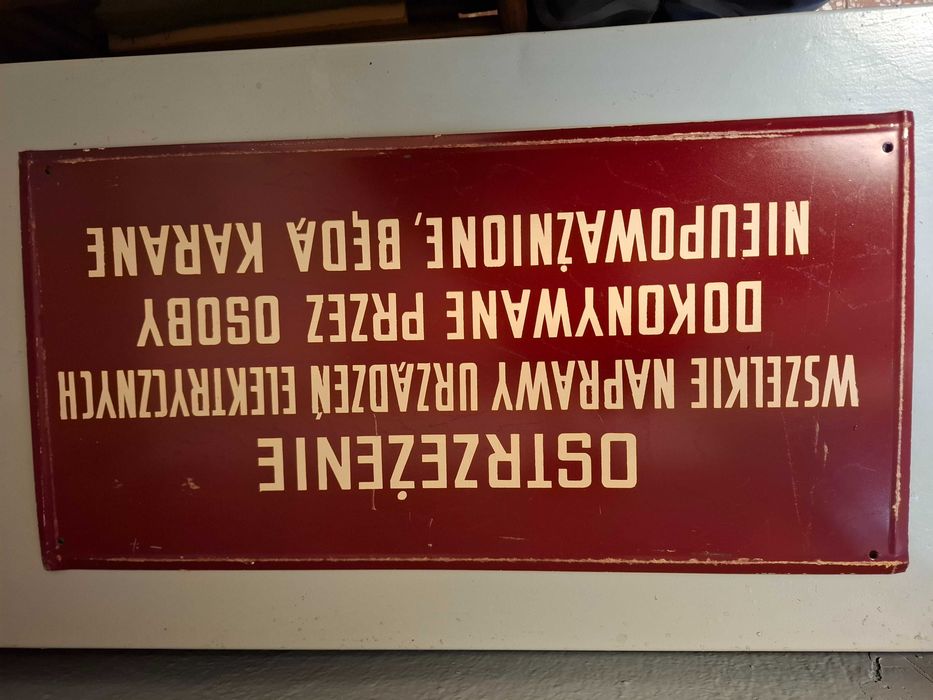 OSTRZEŻENIE
WSZELKIE NAPRAWY URZĄDZEŃ ELEKTRYCZNYCH
DOKONYWANE PRZEZ OSOBY
NIEUPOWAŻNIONE, BĘDĄ KARANE